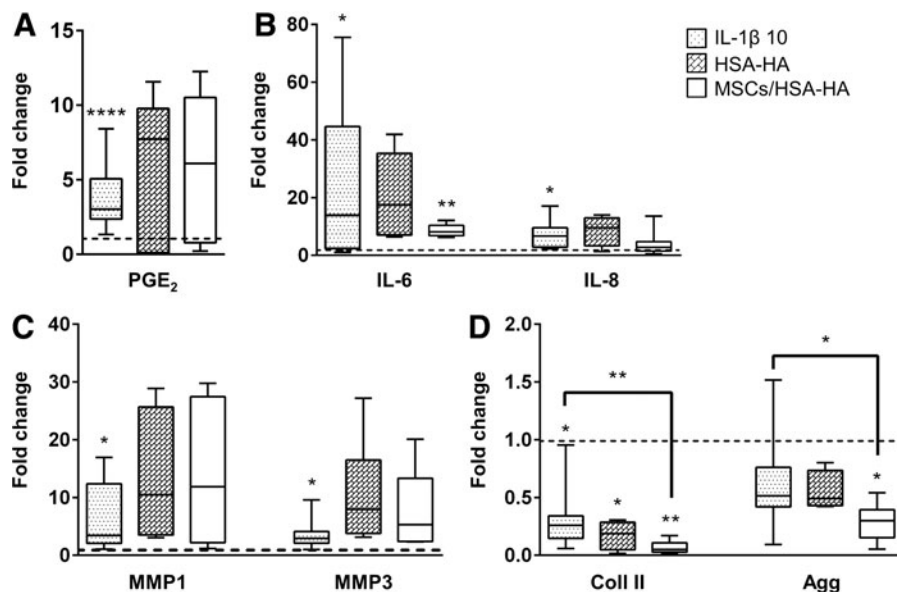 A
Fold change
15
10
5
0
****
PGE₂
B
Fold change
80
60
40
20
0
*
**
*
IL-6 IL-8
IL-1β 10
HSA-HA
MSCs/HSA-HA
C
Fold change
40
30
20
10
0
*
*
MMP1 MMP3
D
Fold change
2.0
1.5
1.0
0.5
0.0
**
*
*
*
**
*
Coll II Agg